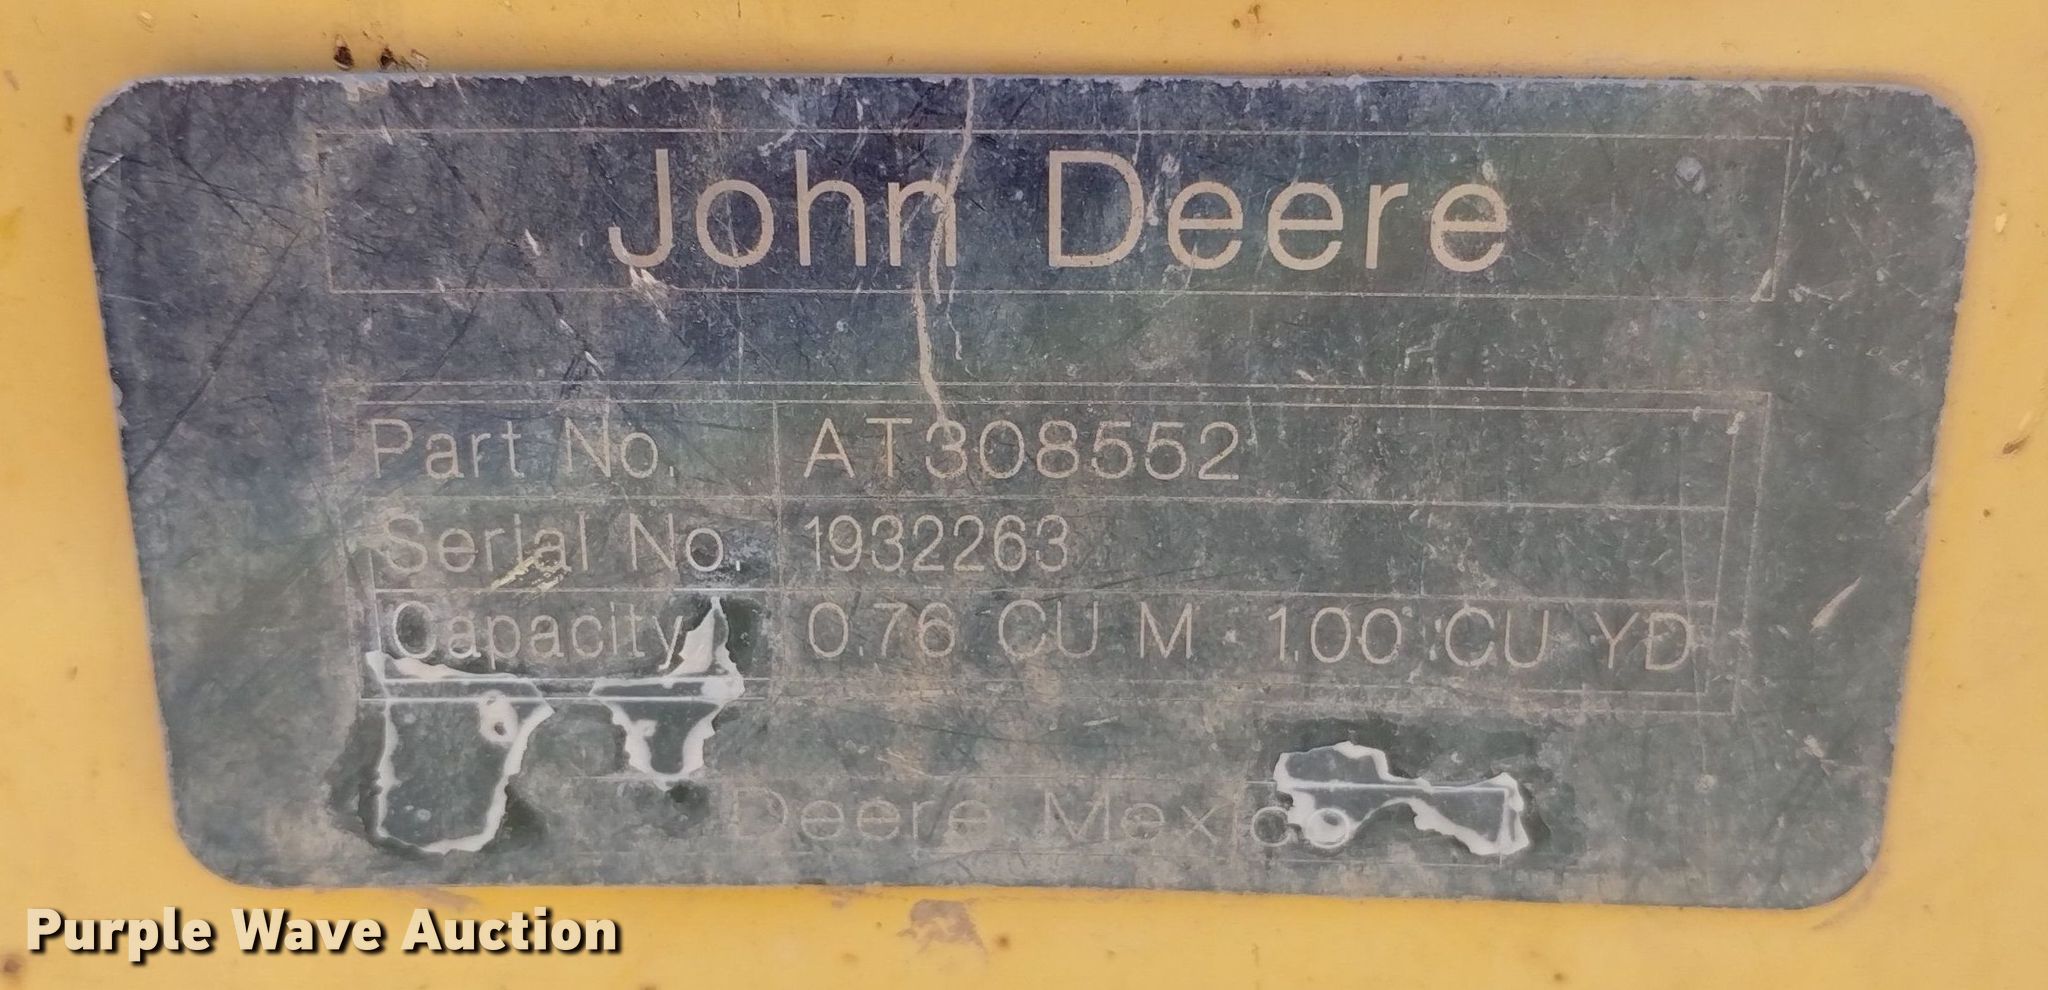 John Deere
Part No. AT308552
Serial No. 1932263
Capacity 0.76 CU M 1.00 CU YD
Deere Mexico
Purple Wave Auction